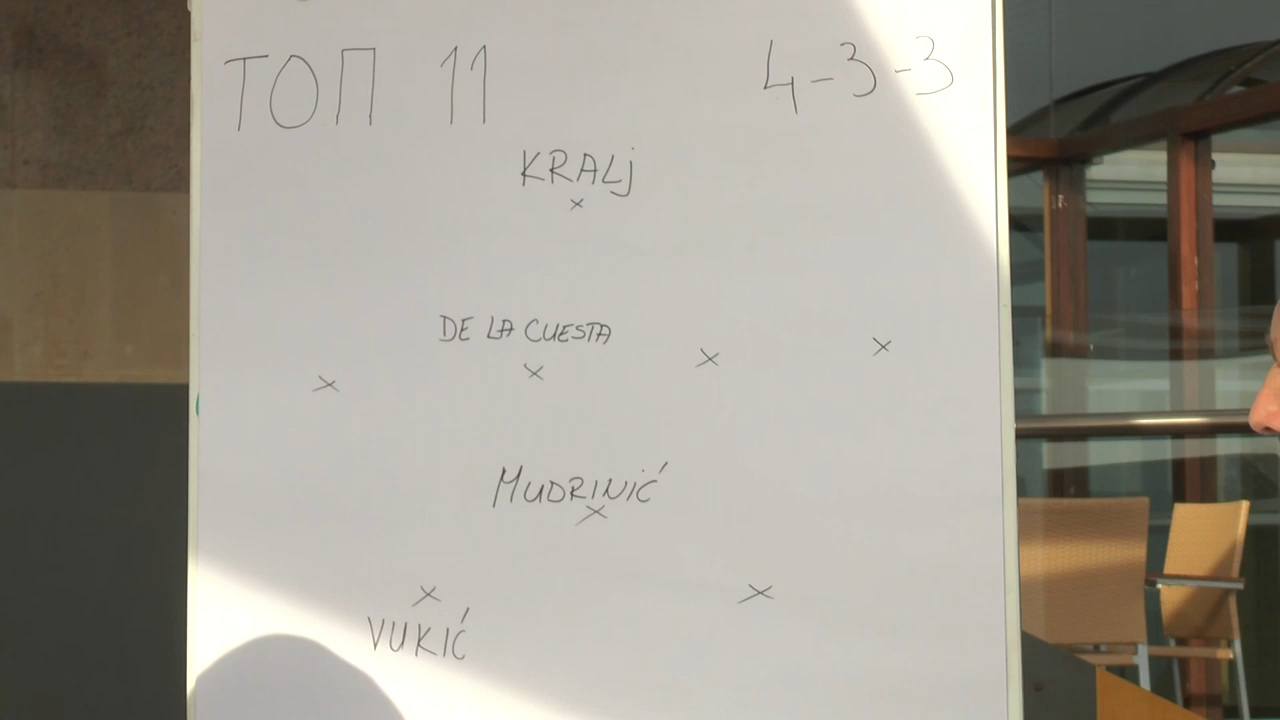 ТОП 11
4-3-3
KRALj
DE LA CUESTA
MUDRINIĆ
VUKIĆ